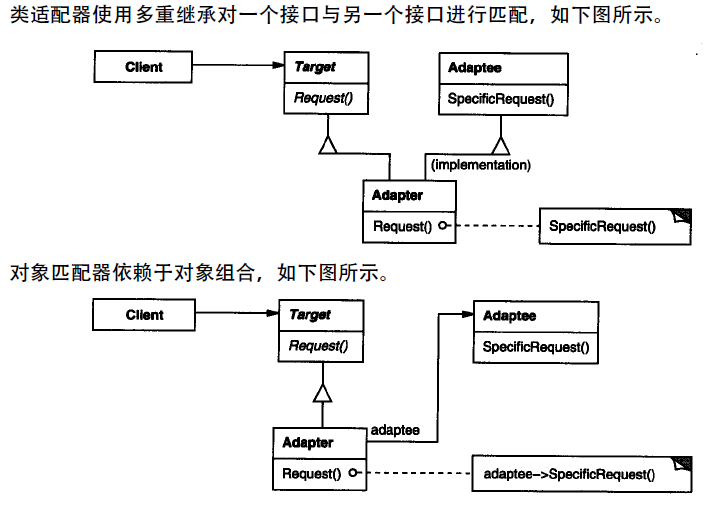 类适配器使用多重继承对一个接口与另一个接口进行匹配，如下图所示。
Client
Target
Request()
Adaptee
SpecificRequest()
(implementation)
Adapter
Request()
SpecificRequest()
对象匹配器依赖于对象组合，如下图所示。
Client
Target
Request()
Adaptee
SpecificRequest()
adaptee
Adapter
Request()
adaptee–>SpecificRequest()